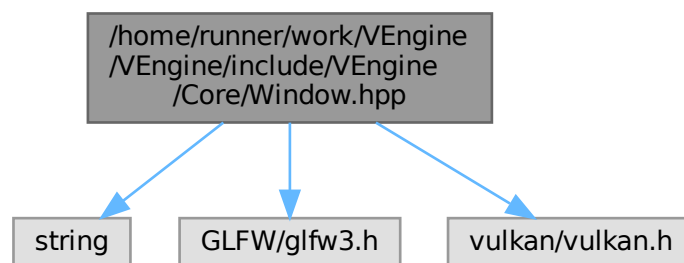 /home/runner/work/VEngine
/VEngine/include/VEngine
/Core/Window.hpp
string
GLFW/glfw3.h
vulkan/vulkan.h